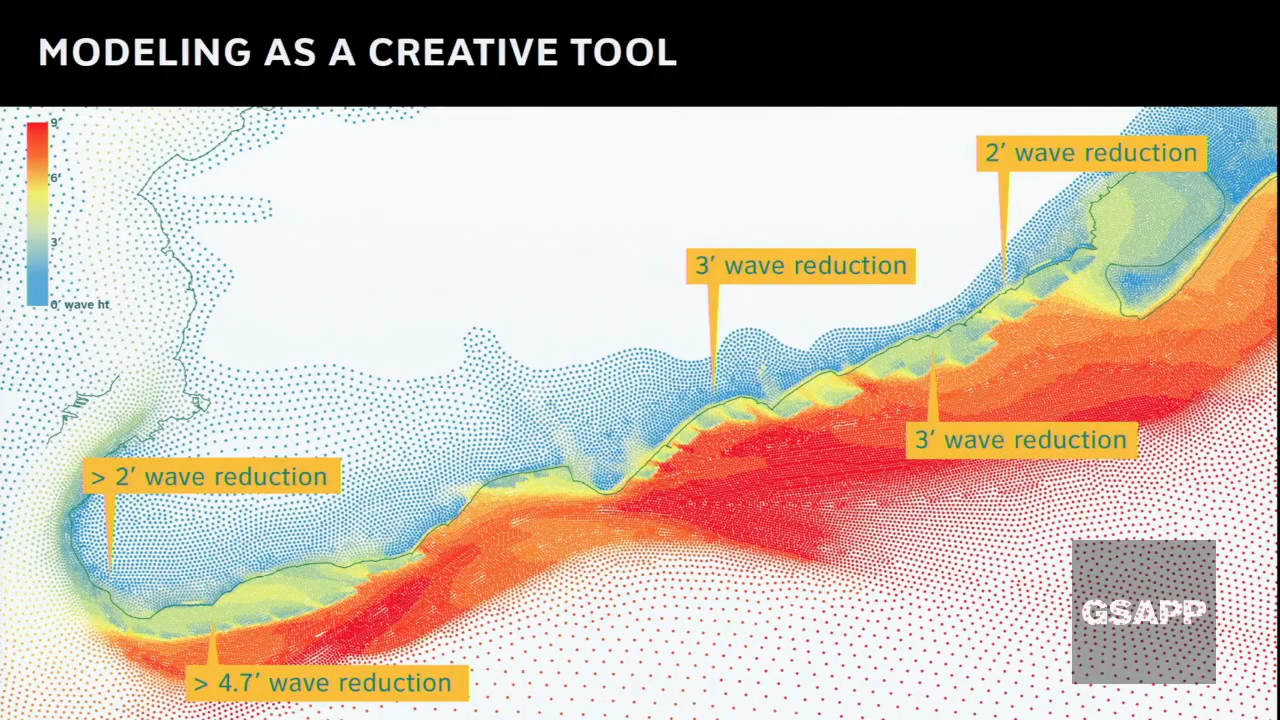 MODELING AS A CREATIVE TOOL
9'
6'
3'
0' wave ht
2' wave reduction
3' wave reduction
3' wave reduction
> 2' wave reduction
> 4.7' wave reduction
GSAPP